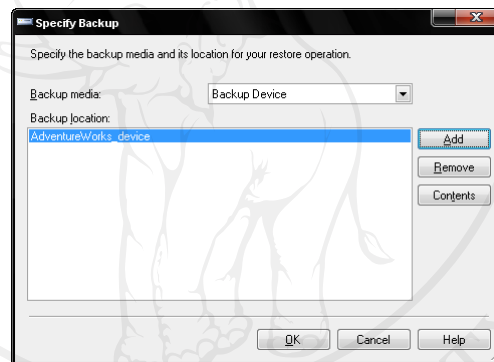 Specify Backup
Specify the backup media and its location for your restore operation.
Backup media:
Backup Device
Backup location:
AdventureWorks_device
Add
Remove
Contents
OK
Cancel
Help